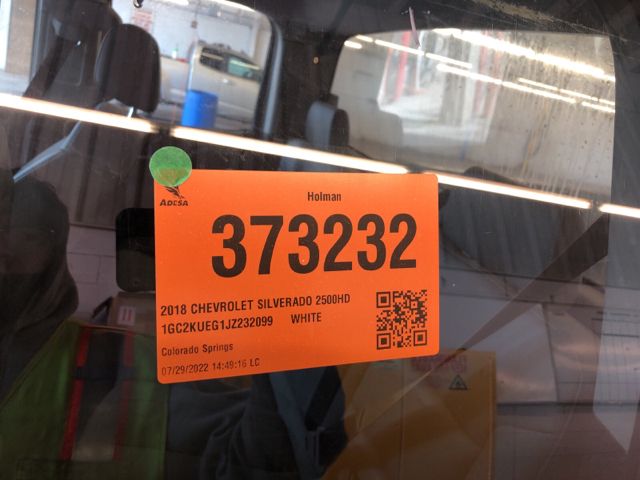 ADESA
Holman
373232
2018 CHEVROLET SILVERADO 2500HD
1GC2KUEG1JZ232099 WHITE
Colorado Springs
07/29/2022 14:49:16 LC